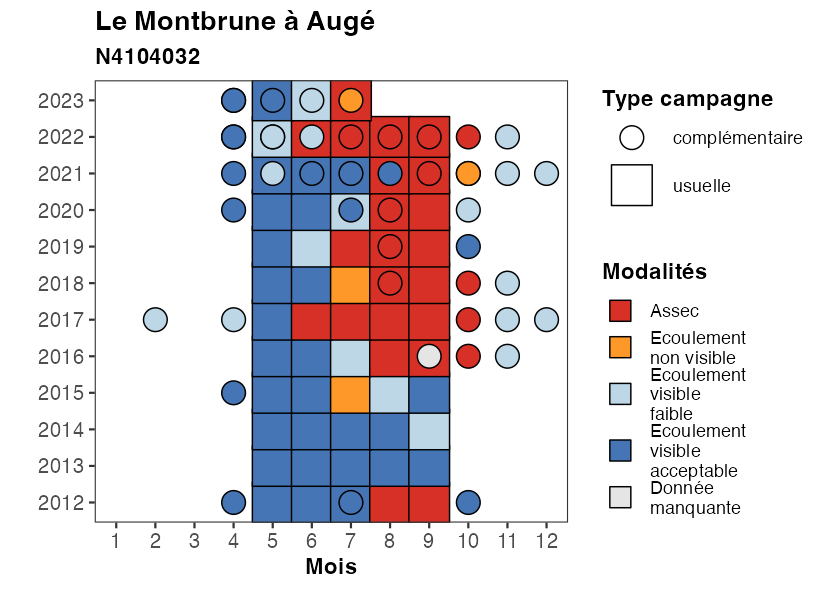 Le Montbrune à Augé
N4104032
2023
2022
2021
2020
2019
2018
2017
2016
2015
2014
2013
2012
1 2 3 4 5 6 7 8 9 10 11 12
Mois
Type campagne
complémentaire
usuelle
Modalités
Assec
Ecoulement
non visible
Ecoulement
visible
faible
Ecoulement
visible
acceptable
Donnée
manquante